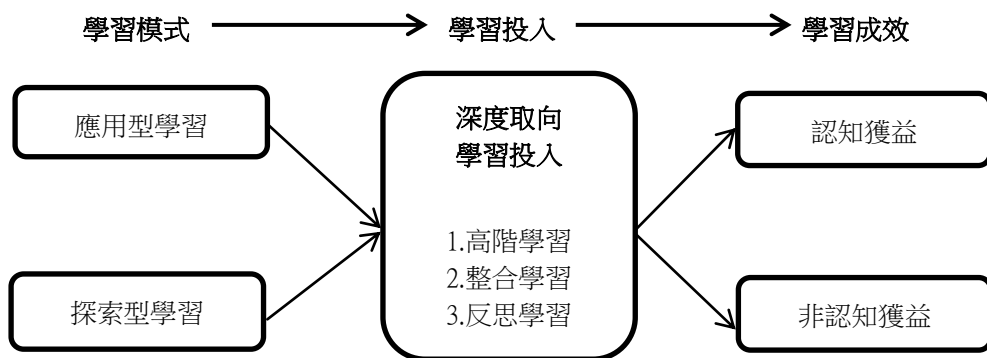 學習模式
學習投入
學習成效
應用型學習
探索型學習
深度取向
學習投入
1.高階學習
2.整合學習
3.反思學習
認知獲益
非認知獲益